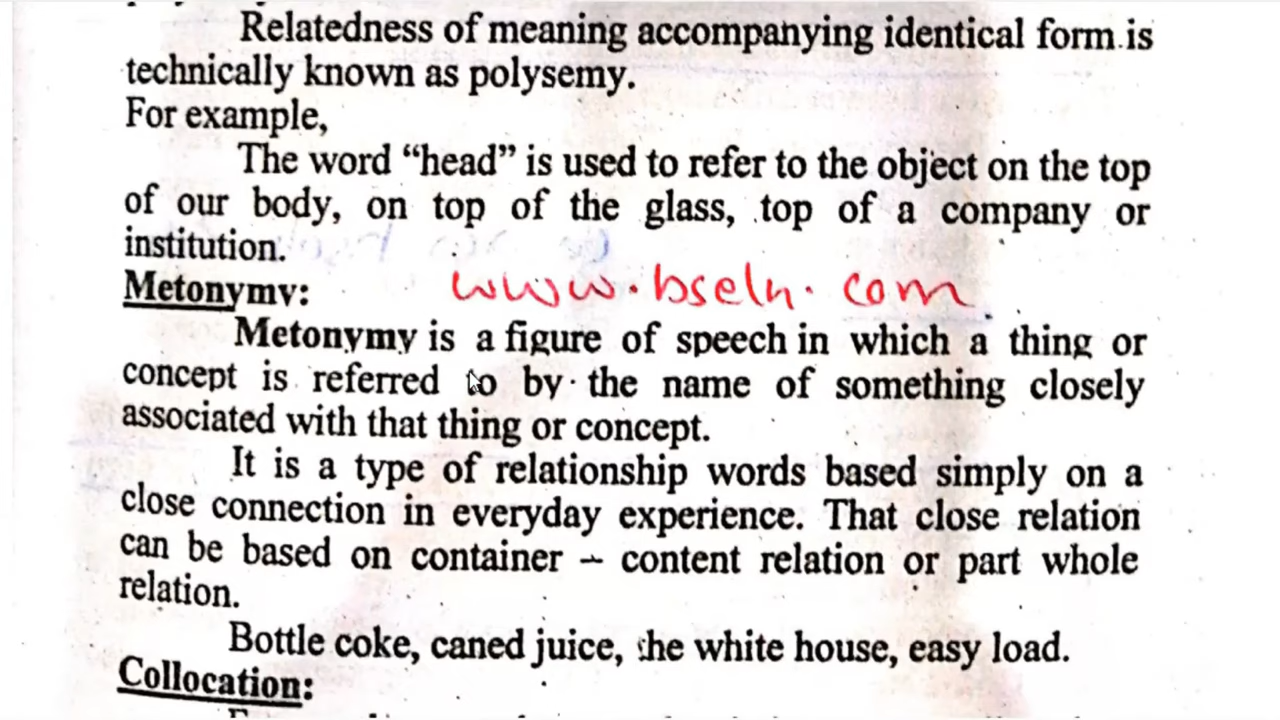 Relatedness of meaning accompanying identical form is
technically known as polysemy.
For example,
The word “head” is used to refer to the object on the top
of our body, on top of the glass, top of a company or
institution.
Metonymy:
www.bseln.com
Metonymy is a figure of speech in which a thing or
concept is referred to by the name of something closely
associated with that thing or concept.
It is a type of relationship words based simply on a
close connection in everyday experience. That close relation
can be based on container – content relation or part whole
relation.
Bottle coke, caned juice, the white house, easy load.
Collocation: